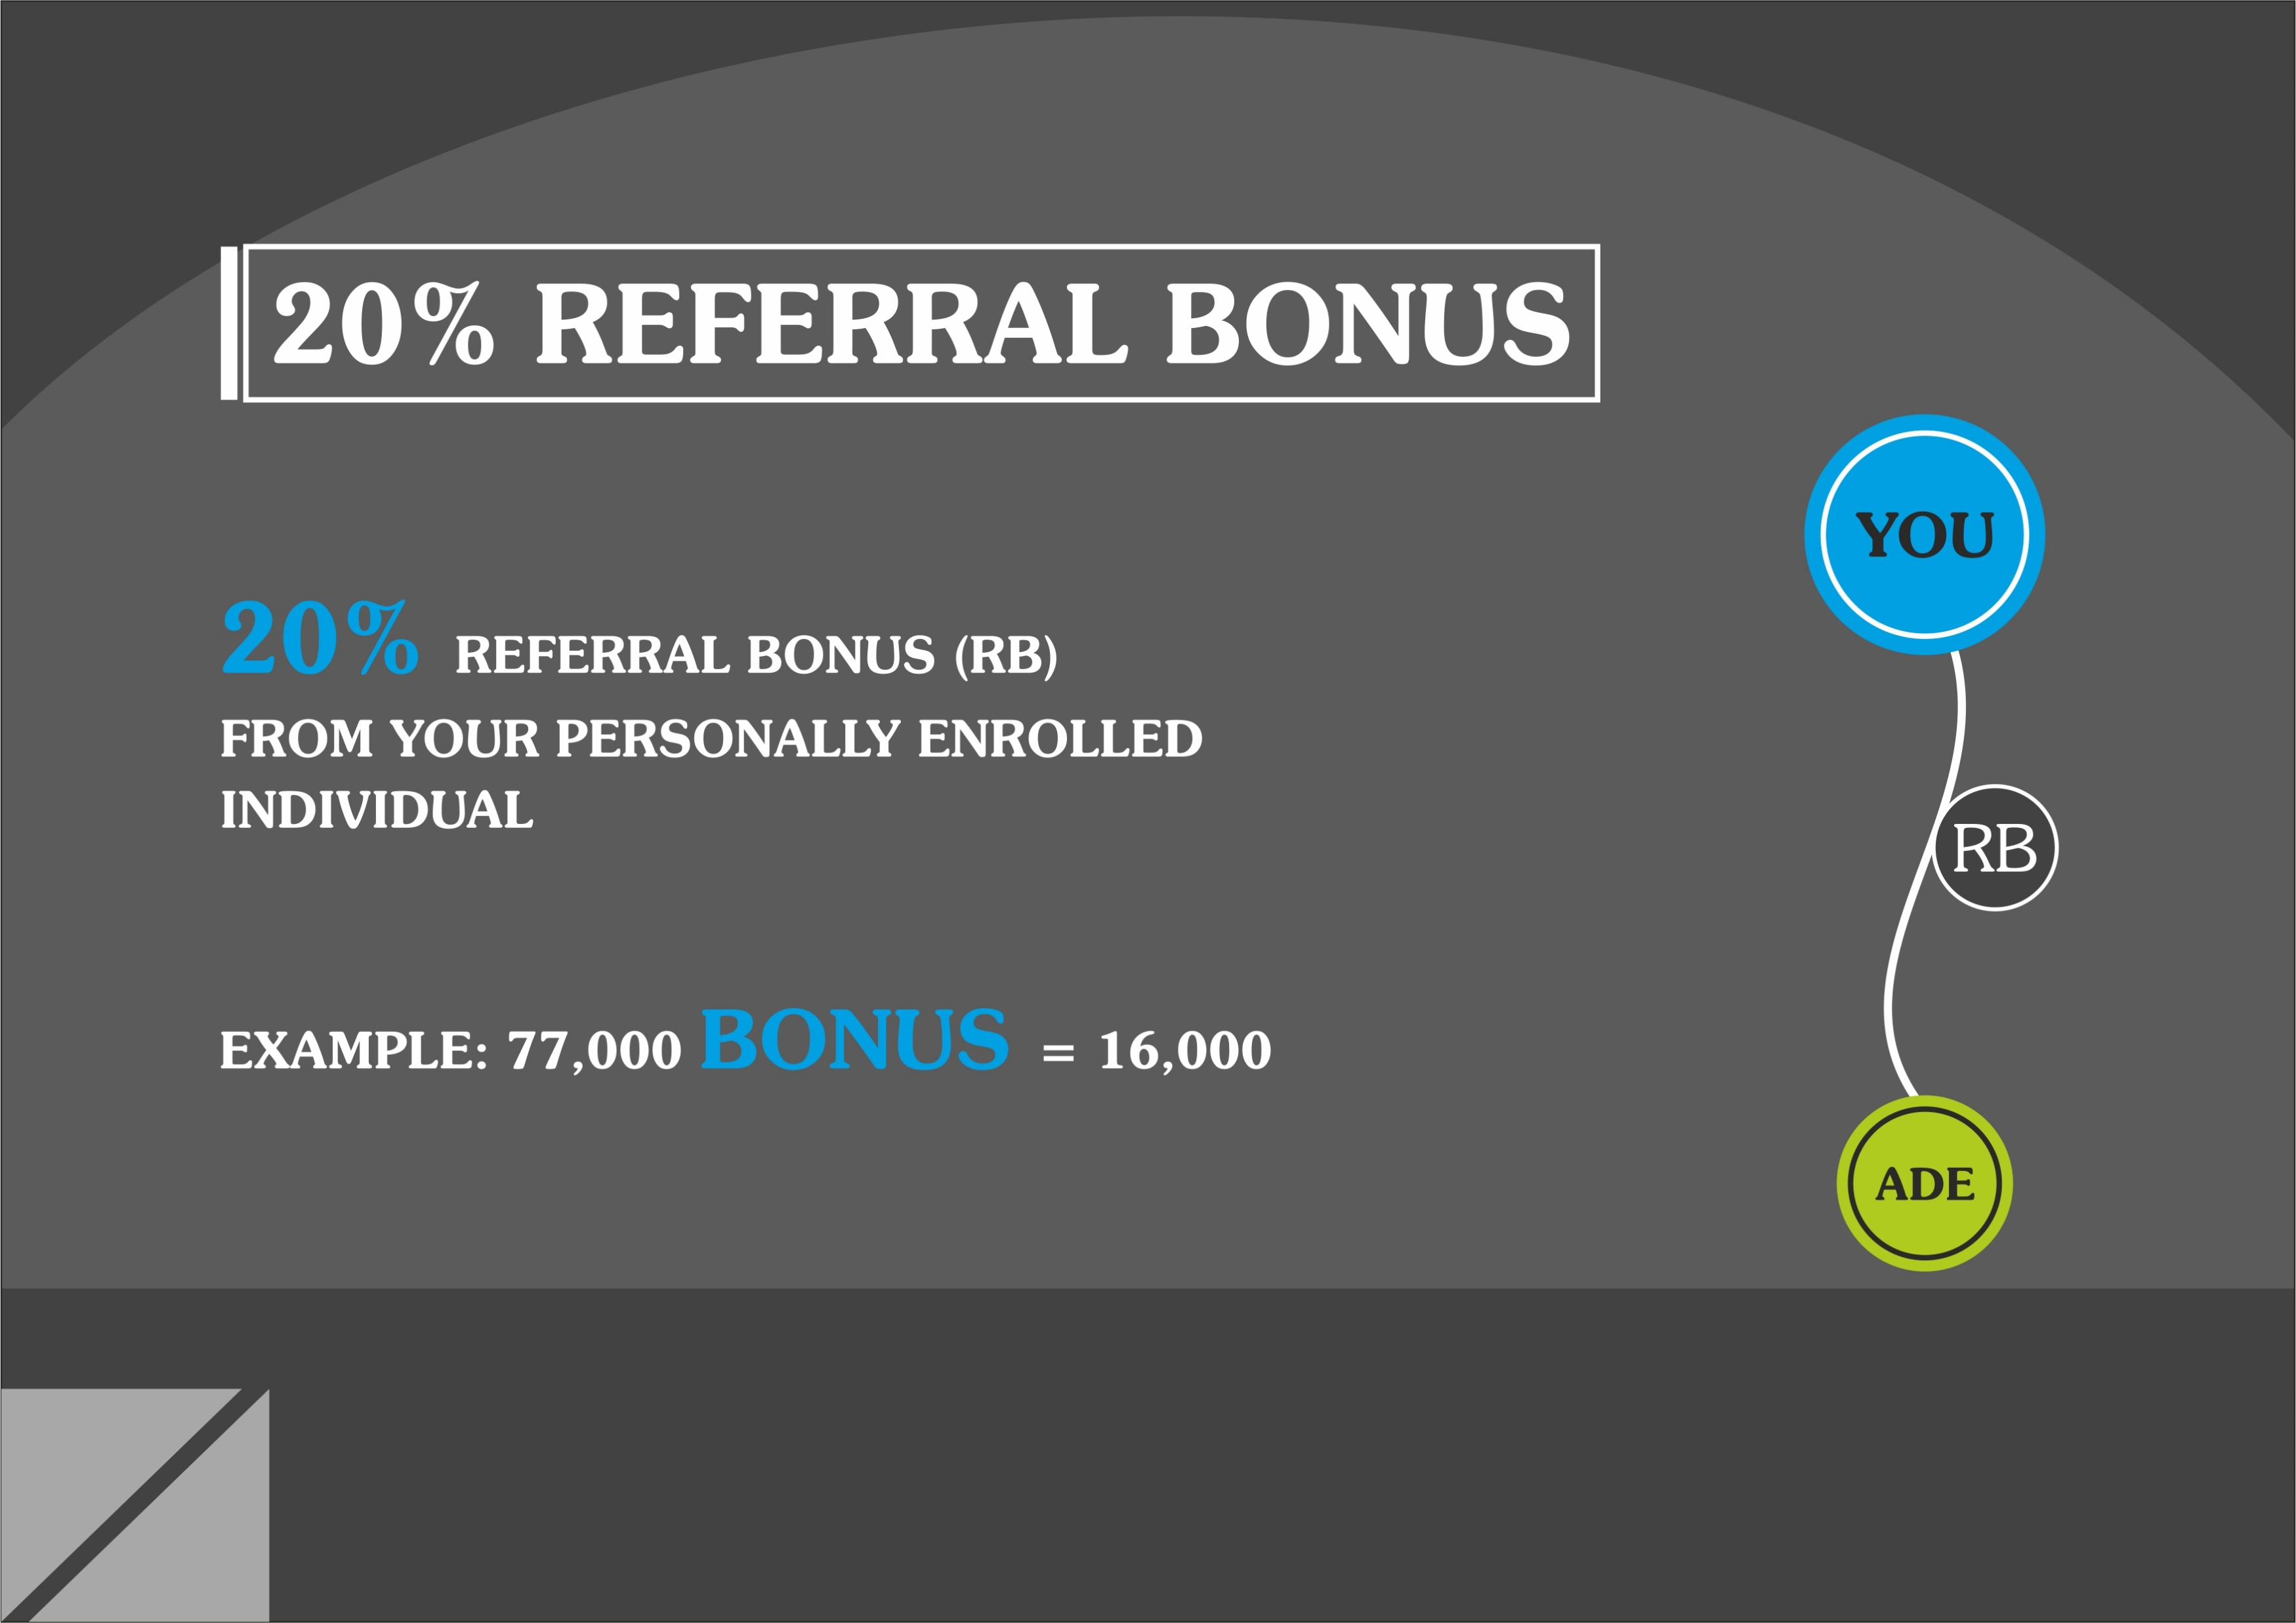 20% REFERRAL BONUS
YOU
20% REFERRAL BONUS (RB)
FROM YOUR PERSONALLY ENROLLED
INDIVIDUAL
RB
EXAMPLE: 77,000 BONUS = 16,000
ADE